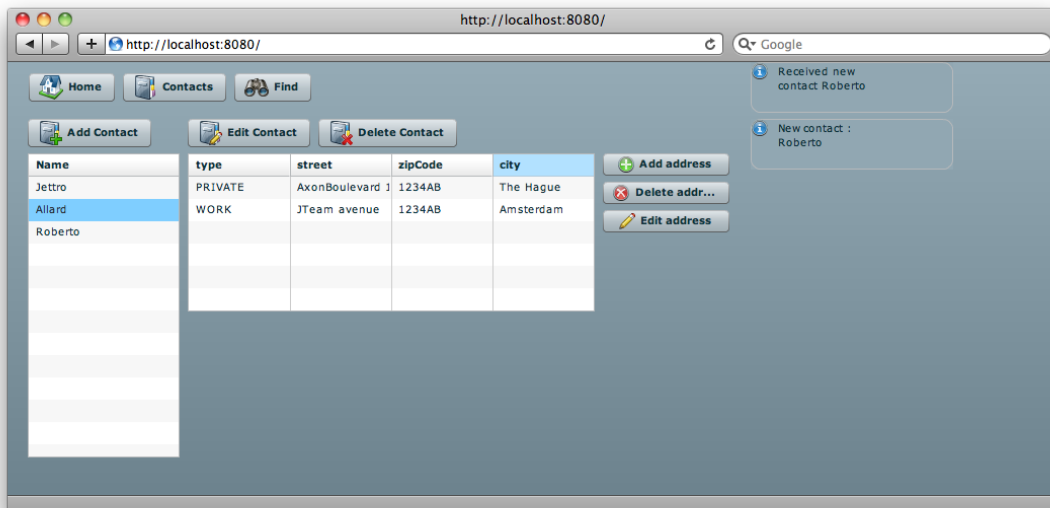 http://localhost:8080/
http://localhost:8080/
Google
Home
Contacts
Find
Received new
contact Roberto
Add Contact
Edit Contact
Delete Contact
New contact :
Roberto
Name
type street zipCode city
Add address
Jettro
PRIVATE AxonBoulevard 1 1234AB The Hague
Delete addr...
Allard
WORK JTeam avenue 1234AB Amsterdam
Edit address
Roberto